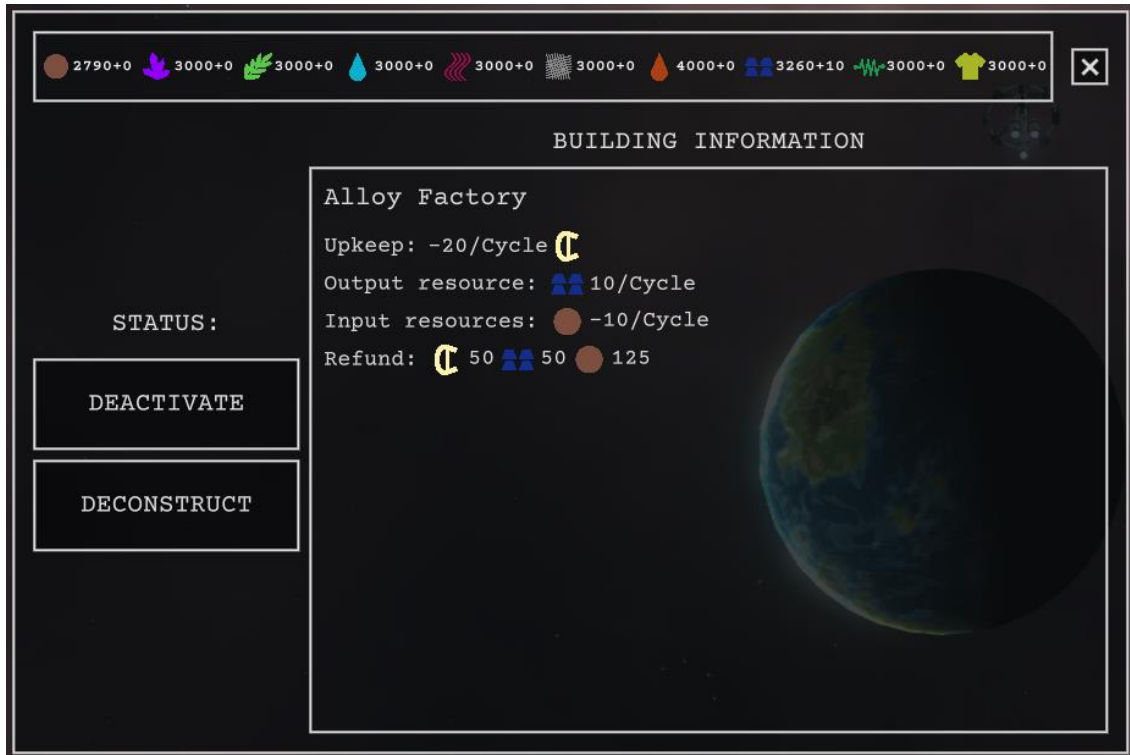 2790+0 3000+0 3000+0 3000+0 3000+0 3000+0 4000+0 3260+10 3000+0 3000+0 X
BUILDING INFORMATION
Alloy Factory
Upkeep: -20/Cycle
Output resource: 10/Cycle
Input resources: -10/Cycle
Refund: 50 50 125
STATUS:
DEACTIVATE
DECONSTRUCT